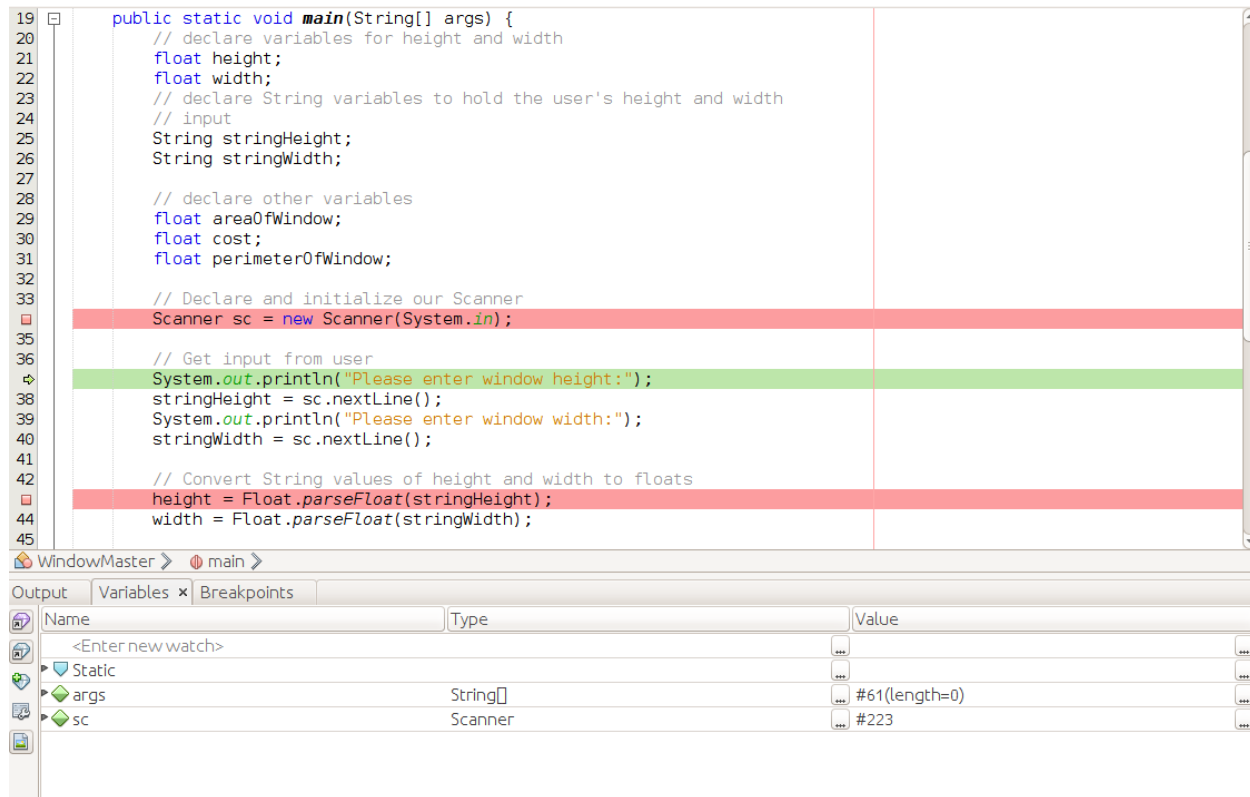 19 public static void main(String[] args) {
20 // declare variables for height and width
21 float height;
22 float width;
23 // declare String variables to hold the user's height and width
24 // input
25 String stringHeight;
26 String stringWidth;
27
28 // declare other variables
29 float areaOfWindow;
30 float cost;
31 float perimeterOfWindow;
32
33 // Declare and initialize our Scanner
Scanner sc = new Scanner(System.in);
35
36 // Get input from user
System.out.println("Please enter window height:");
38 stringHeight = sc.nextLine();
39 System.out.println("Please enter window width:");
40 stringWidth = sc.nextLine();
41
42 // Convert String values of height and width to floats
height = Float.parseFloat(stringHeight);
44 width = Float.parseFloat(stringWidth);
45
WindowMaster main
Output Variables Breakpoints
Name Type Value
<Enter new watch> ... ...
Static ... ...
args String[] ... #61(length=0) ...
sc Scanner ... #223 ...